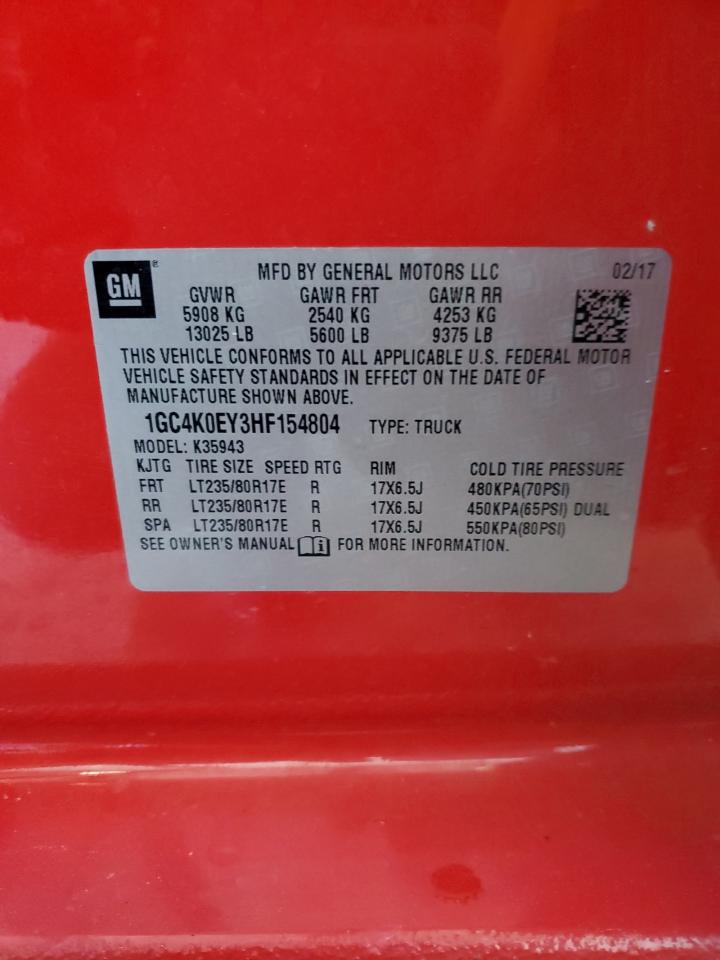 GM® MFD BY GENERAL MOTORS LLC 02/17
GVWR GAWR FRT GAWR RR
5908 KG 2540 KG 4253 KG
13025 LB 5600 LB 9375 LB
THIS VEHICLE CONFORMS TO ALL APPLICABLE U.S. FEDERAL MOTOR
VEHICLE SAFETY STANDARDS IN EFFECT ON THE DATE OF
MANUFACTURE SHOWN ABOVE.
1GC4K0EY3HF154804 TYPE: TRUCK
MODEL: K35943
KJTG TIRE SIZE SPEED RTG RIM COLD TIRE PRESSURE
FRT LT235/80R17E R 17X6.5J 480KPA(70PSI)
RR LT235/80R17E R 17X6.5J 450KPA(65PSI) DUAL
SPA LT235/80R17E R 17X6.5J 550KPA(80PSI)
SEE OWNER'S MANUAL FOR MORE INFORMATION.